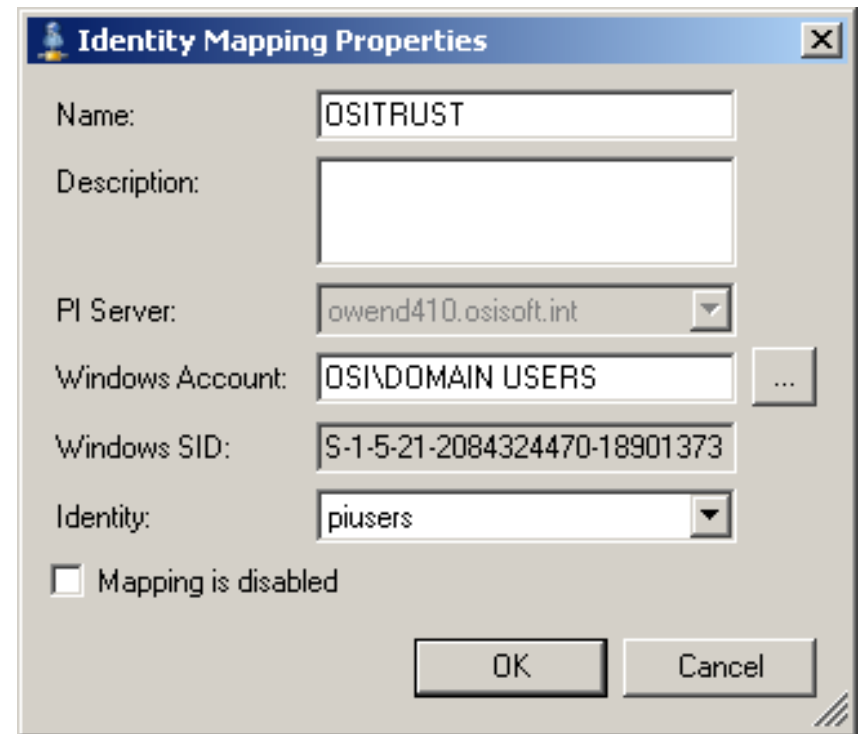 Identity Mapping Properties
Name: OSITRUST
Description:
PI Server: owend410.osisoft.int
Windows Account: OSI\DOMAIN USERS ...
Windows SID: S-1-5-21-2084324470-18901373
Identity: piusers
Mapping is disabled
OK Cancel